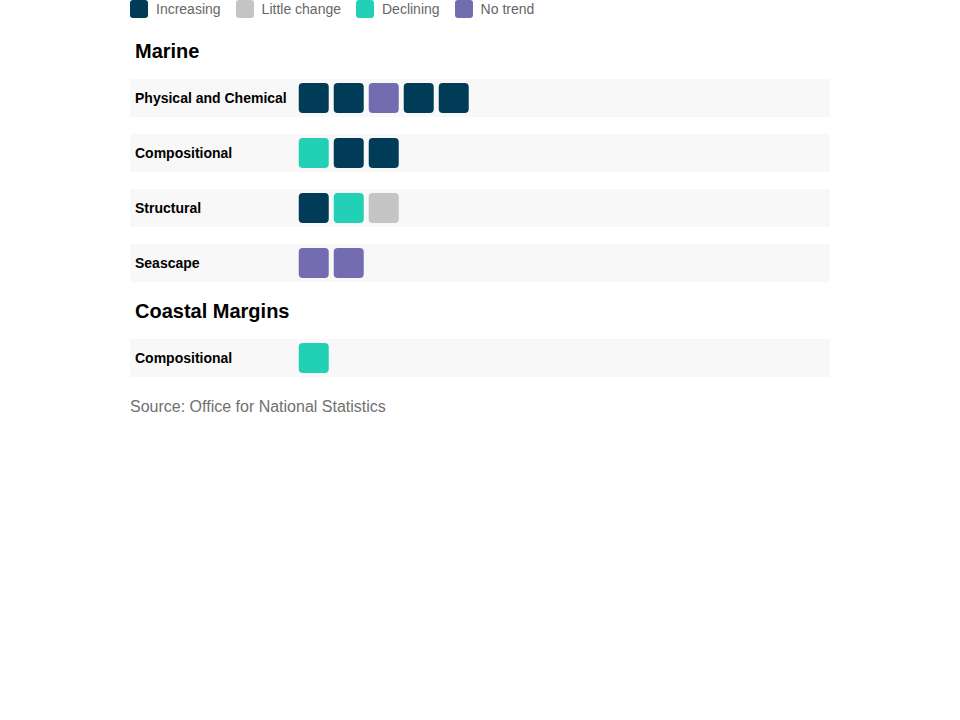 Increasing Little change Declining No trend
Marine
Physical and Chemical
Compositional
Structural
Seascape
Coastal Margins
Compositional
Source: Office for National Statistics